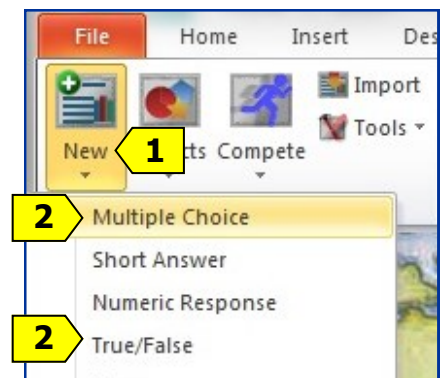 File Home Insert Des
Import
Tools
New 1 cts Compete
2 Multiple Choice
Short Answer
Numeric Response
2 True/False